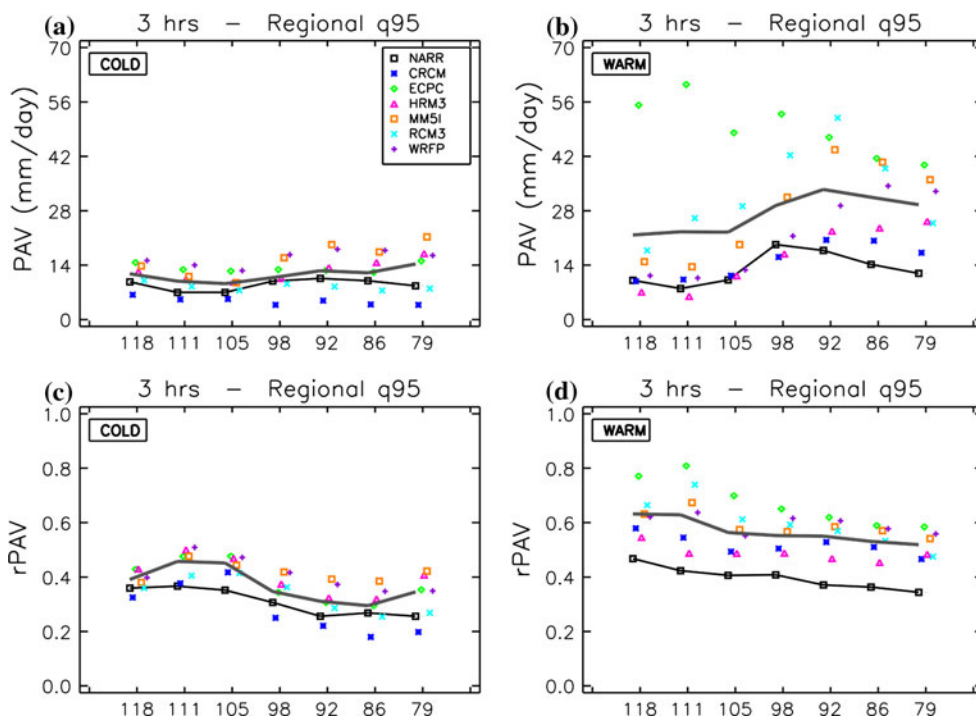 (a) 3 hrs – Regional q95
COLD
NARR
CRCM
ECPC
HRM3
MM5I
RCM3
WRFP
PAV (mm/day)
70
56
42
28
14
0
118 111 105 98 92 86 79
(b) 3 hrs – Regional q95
WARM
PAV (mm/day)
70
56
42
28
14
0
118 111 105 98 92 86 79
(c) 3 hrs – Regional q95
COLD
rPAV
1.0
0.8
0.6
0.4
0.2
0.0
118 111 105 98 92 86 79
(d) 3 hrs – Regional q95
WARM
rPAV
1.0
0.8
0.6
0.4
0.2
0.0
118 111 105 98 92 86 79